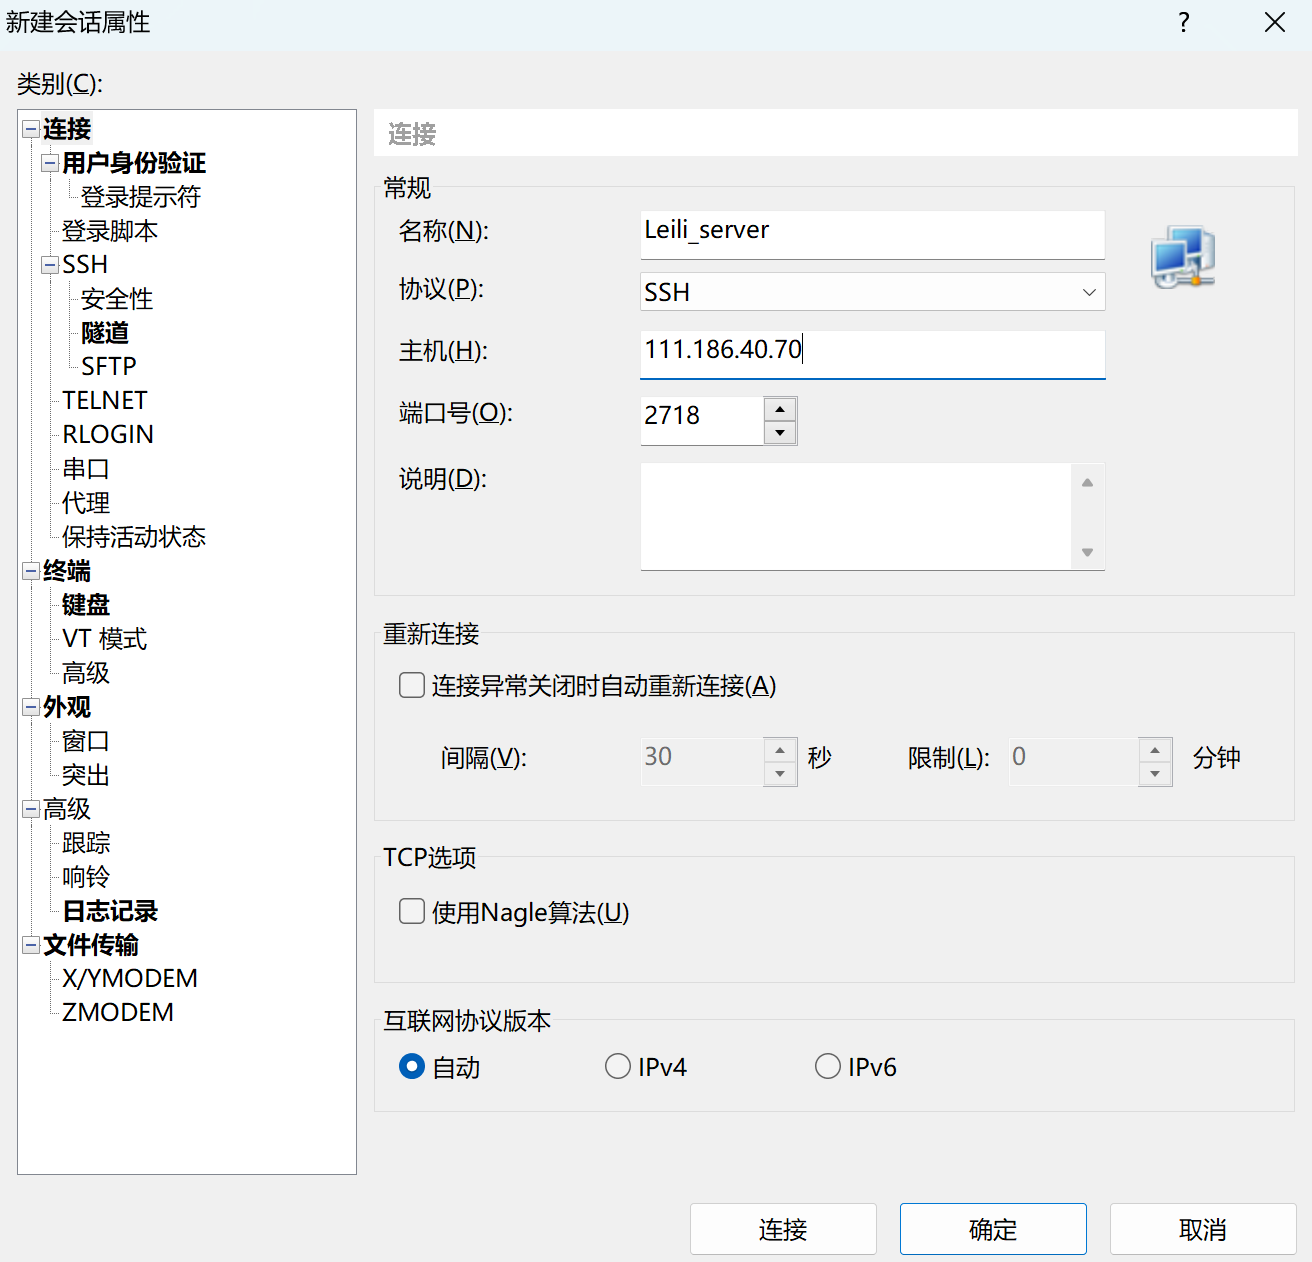 新建会话属性
类别(C):
连接
用户身份验证
登录提示符
登录脚本
SSH
安全性
隧道
SFTP
TELNET
RLOGIN
串口
代理
保持活动状态
终端
键盘
VT 模式
高级
外观
窗口
突出
高级
跟踪
响铃
日志记录
文件传输
X/YMODEM
ZMODEM
连接
常规
名称(N): Leili_server
协议(P): SSH
主机(H): 111.186.40.70
端口号(O): 2718
说明(D):
重新连接
连接异常关闭时自动重新连接(A)
间隔(V): 30 秒 限制(L): 0 分钟
TCP选项
使用Nagle算法(U)
互联网协议版本
自动 IPv4 IPv6
连接 确定 取消